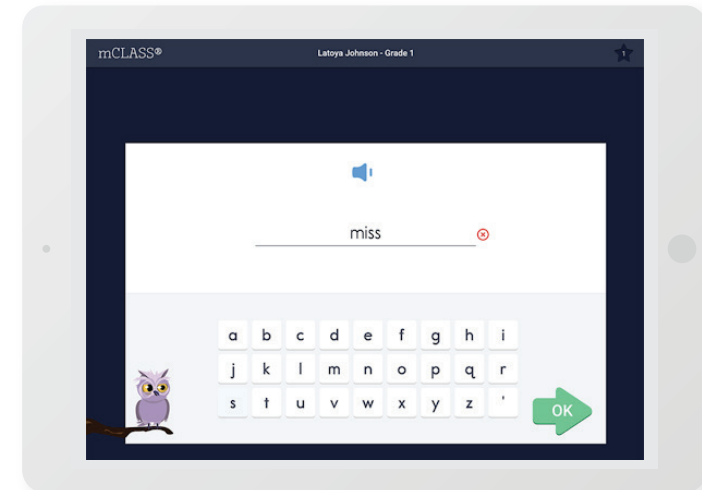 mCLASS® Latoya Johnson - Grade 1 1
miss
a b c d e f g h i
j k l m n o p q r
s t u v w x y z '
OK